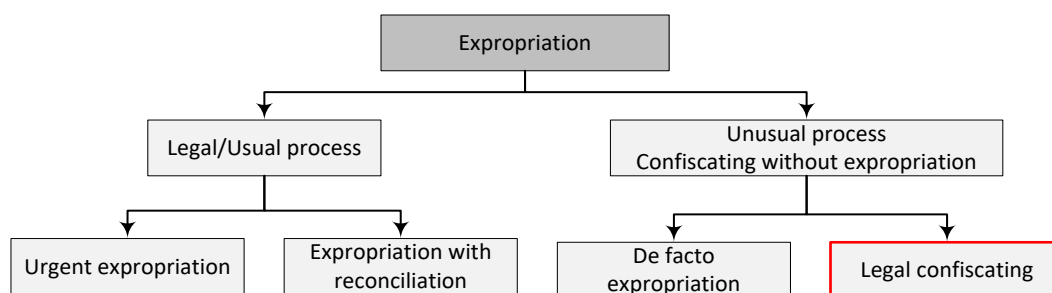 Expropriation
Legal/Usual process
Unusual process
Confiscating without expropriation
Urgent expropriation
Expropriation with
reconciliation
De facto
expropriation
Legal confiscating